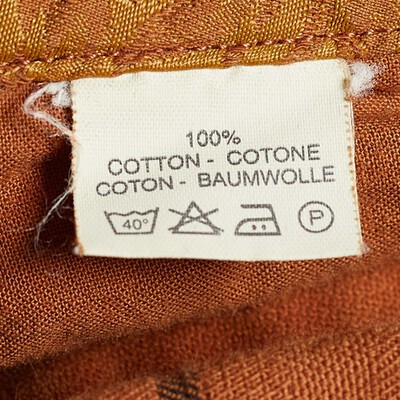 100%
COTTON - COTONE
COTON - BAUMWOLLE
40° P